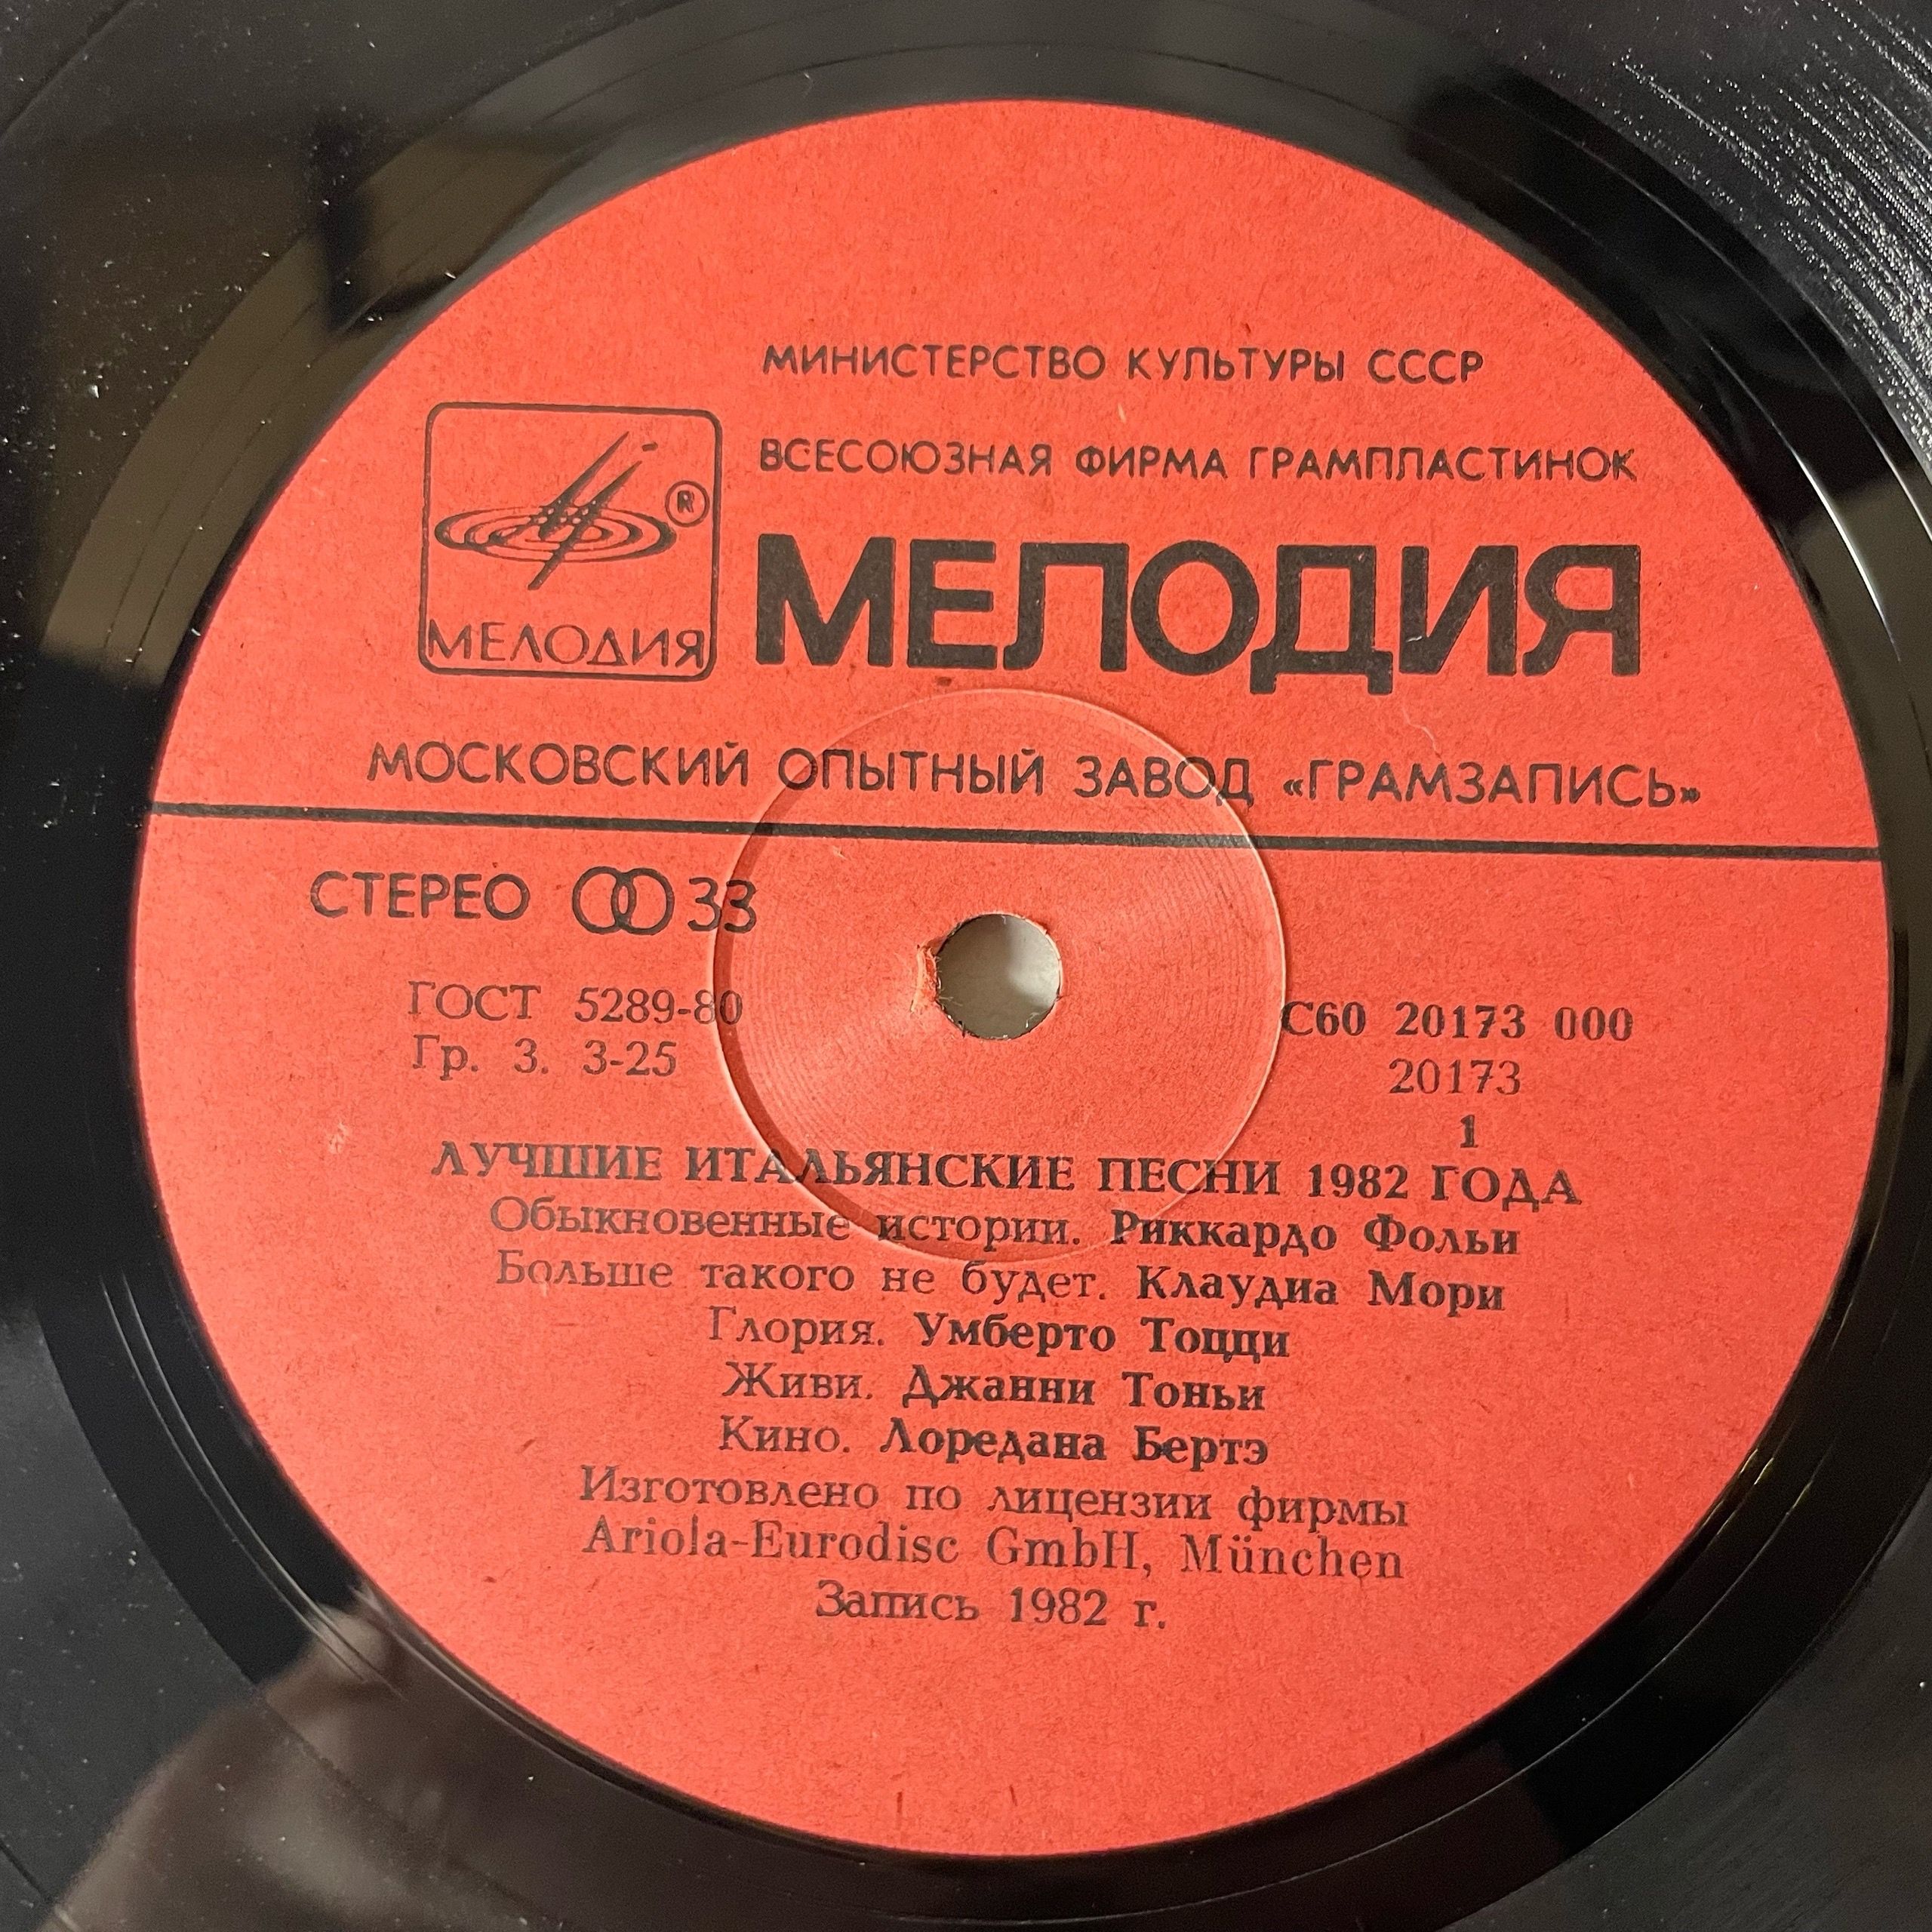 МИНИСТЕРСТВО КУЛЬТУРЫ СССР
ВСЕСОЮЗНАЯ ФИРМА ГРАМПЛАСТИНОК
®
МЕЛОДИЯ
МЕЛОДИЯ
МОСКОВСКИЙ ОПЫТНЫЙ ЗАВОД «ГРАМЗАПИСЬ»
СТЕРЕО 33
ГОСТ 5289-80
Гр. 3. 3-25
С60 20173 000
20173
1
ЛУЧШИЕ ИТАЛЬЯНСКИЕ ПЕСНИ 1982 ГОДА
Обыкновенные истории. Риккардо Фольи
Больше такого не будет. Клаудиа Мори
Глория. Умберто Тоцци
Живи. Джанни Тоньи
Кино. Лоредана Бертэ
Изготовлено по лицензии фирмы
Ariola-Eurodisc GmbH, München
Запись 1982 г.